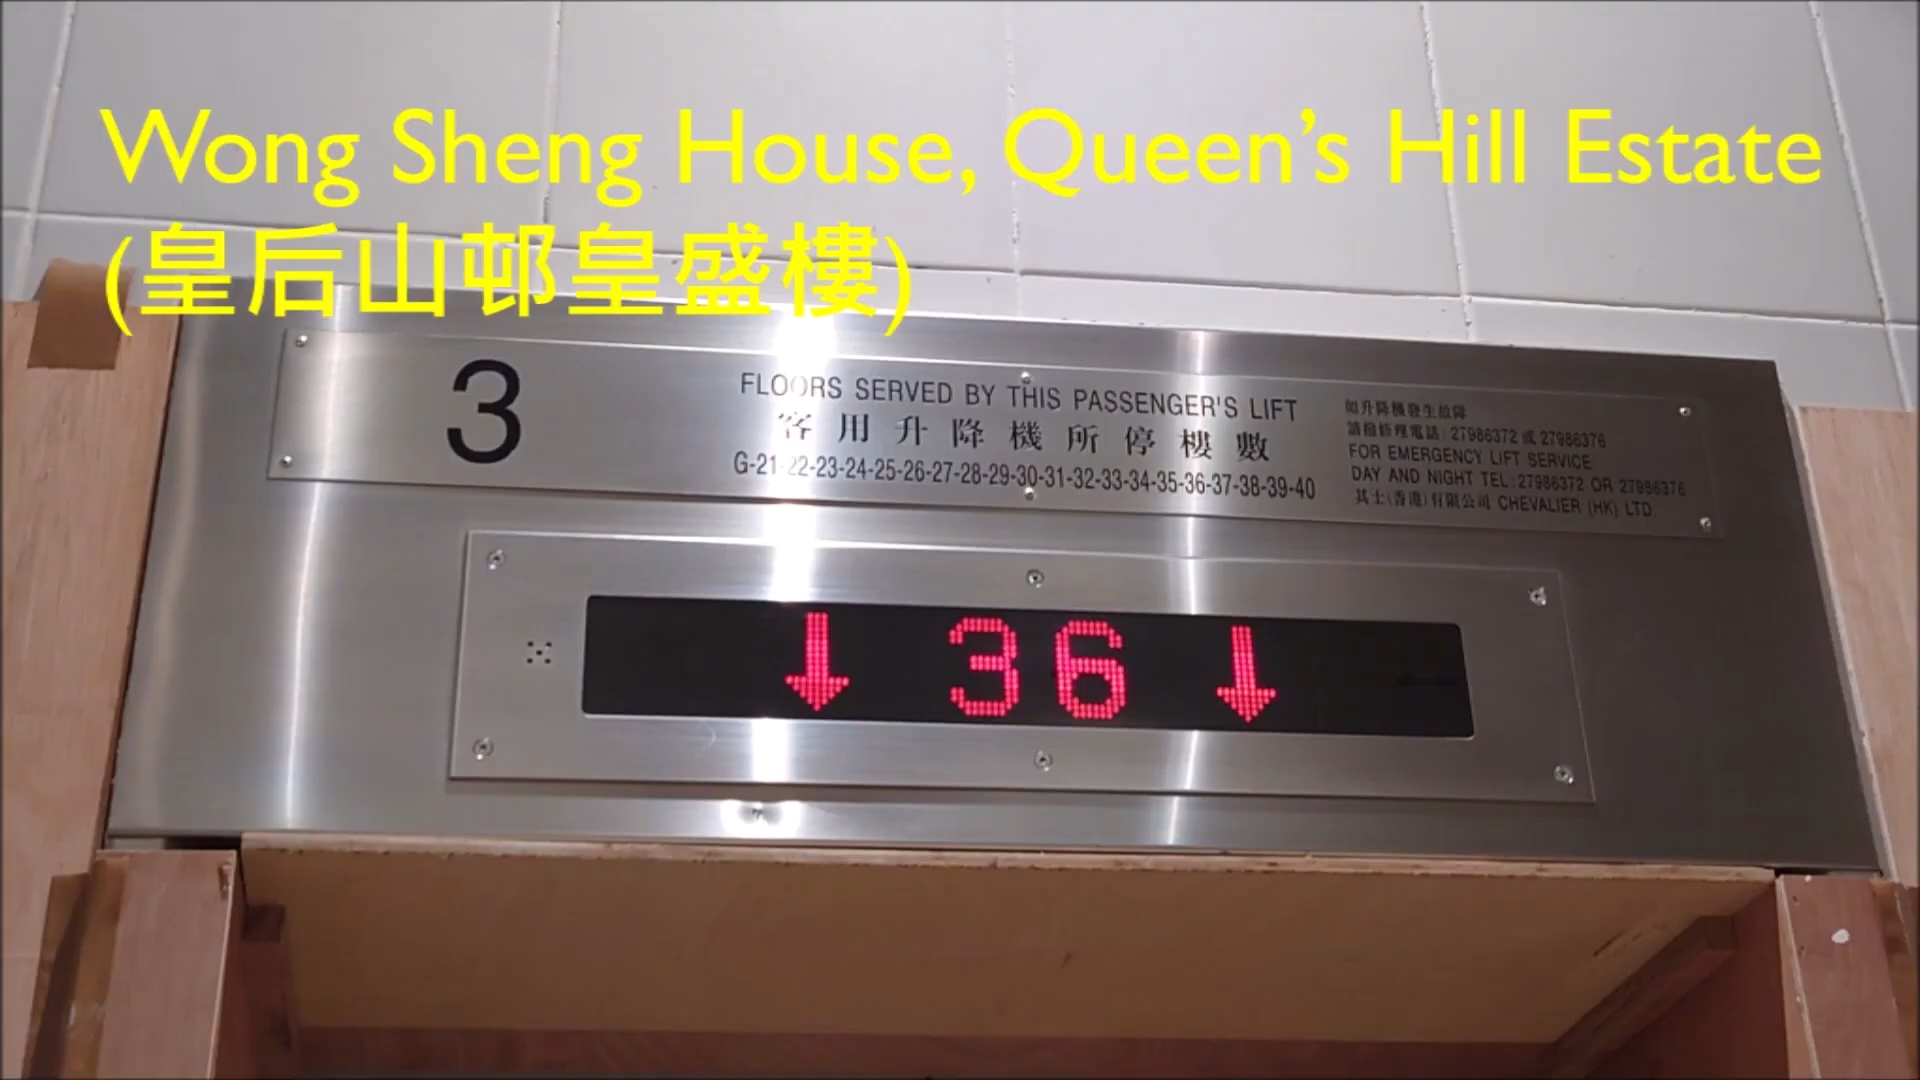 Wong Sheng House, Queen's Hill Estate
(皇后山邨皇盛樓)
3
FLOORS SERVED BY THIS PASSENGER'S LIFT
客用升降機所停樓數
G-21-22-23-24-25-26-27-28-29-30-31-32-33-34-35-36-37-38-39-40
如升降機發生故障
請撥修理電話:27986372 或 27986376
FOR EMERGENCY LIFT SERVICE
DAY AND NIGHT TEL:27986372 OR 27986376
其士(香港)有限公司 CHEVALIER (HK) LTD.
↓ 36 ↓